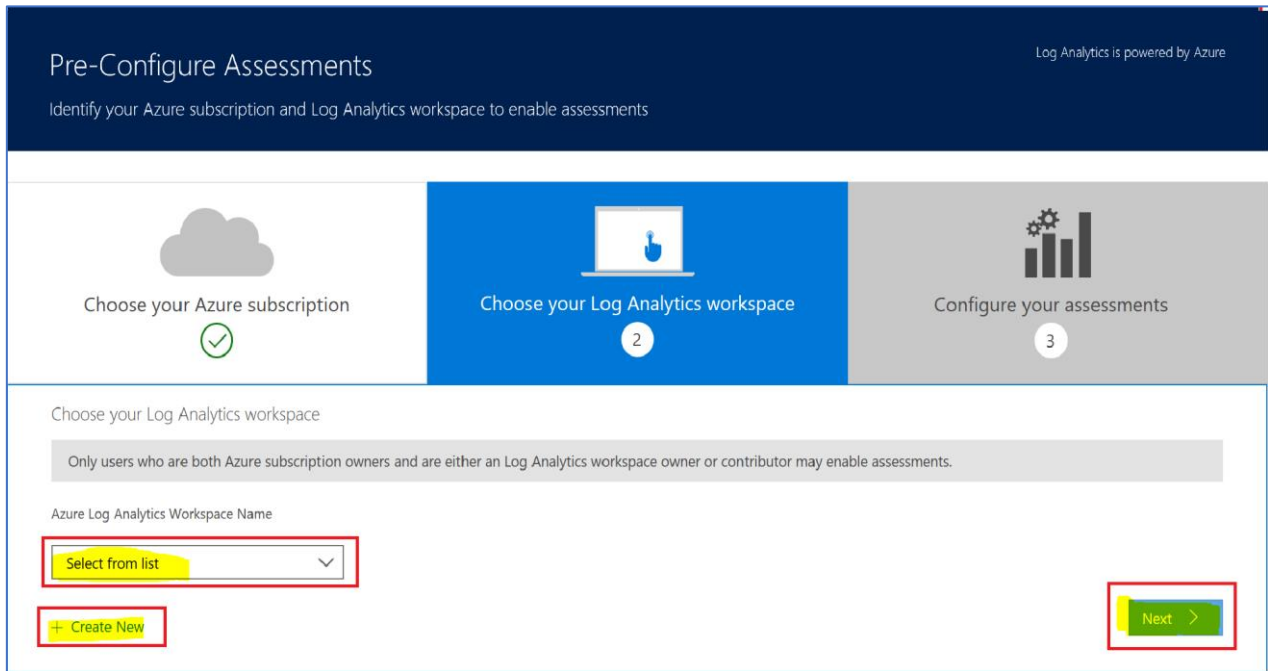 Pre-Configure Assessments
Log Analytics is powered by Azure
Identify your Azure subscription and Log Analytics workspace to enable assessments
Choose your Azure subscription
Choose your Log Analytics workspace
2
Configure your assessments
3
Choose your Log Analytics workspace
Only users who are both Azure subscription owners and are either an Log Analytics workspace owner or contributor may enable assessments.
Azure Log Analytics Workspace Name
Select from list
+ Create New
Next >